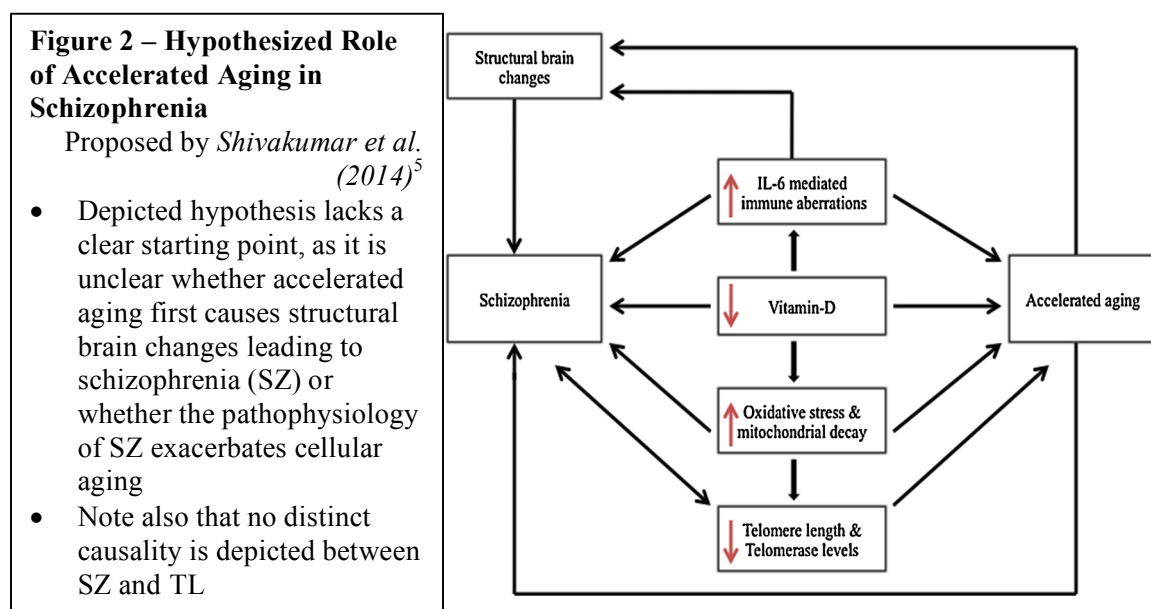 Figure 2 – Hypothesized Role
of Accelerated Aging in
Schizophrenia
Proposed by Shivakumar et al.
(2014)5
• Depicted hypothesis lacks a
clear starting point, as it is
unclear whether accelerated
aging first causes structural
brain changes leading to
schizophrenia (SZ) or
whether the pathophysiology
of SZ exacerbates cellular
aging
• Note also that no distinct
causality is depicted between
SZ and TL
Structural brain
changes
IL-6 mediated
immune aberrations
Schizophrenia
Vitamin-D
Accelerated aging
Oxidative stress &
mitochondrial decay
Telomere length &
Telomerase levels